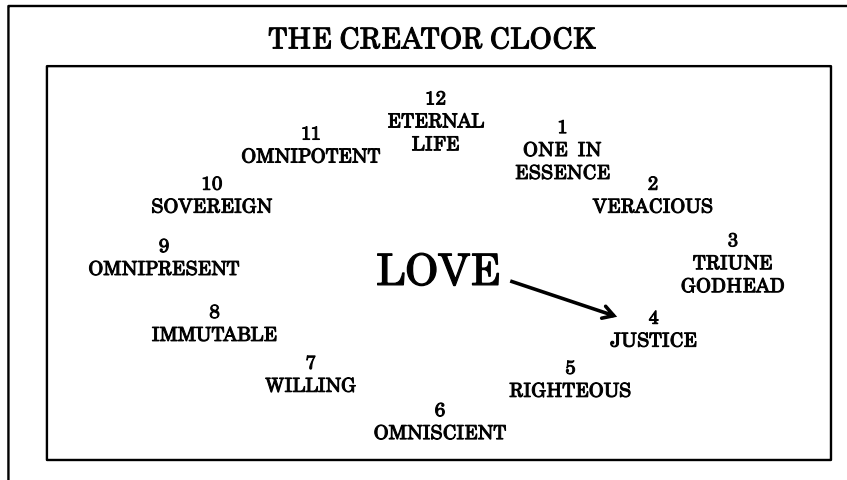 THE CREATOR CLOCK
12
ETERNAL
LIFE
1
ONE IN
ESSENCE
2
VERACIOUS
3
TRIUNE
GODHEAD
4
JUSTICE
5
RIGHTEOUS
6
OMNISCIENT
7
WILLING
8
IMMUTABLE
9
OMNIPRESENT
10
SOVEREIGN
11
OMNIPOTENT
LOVE